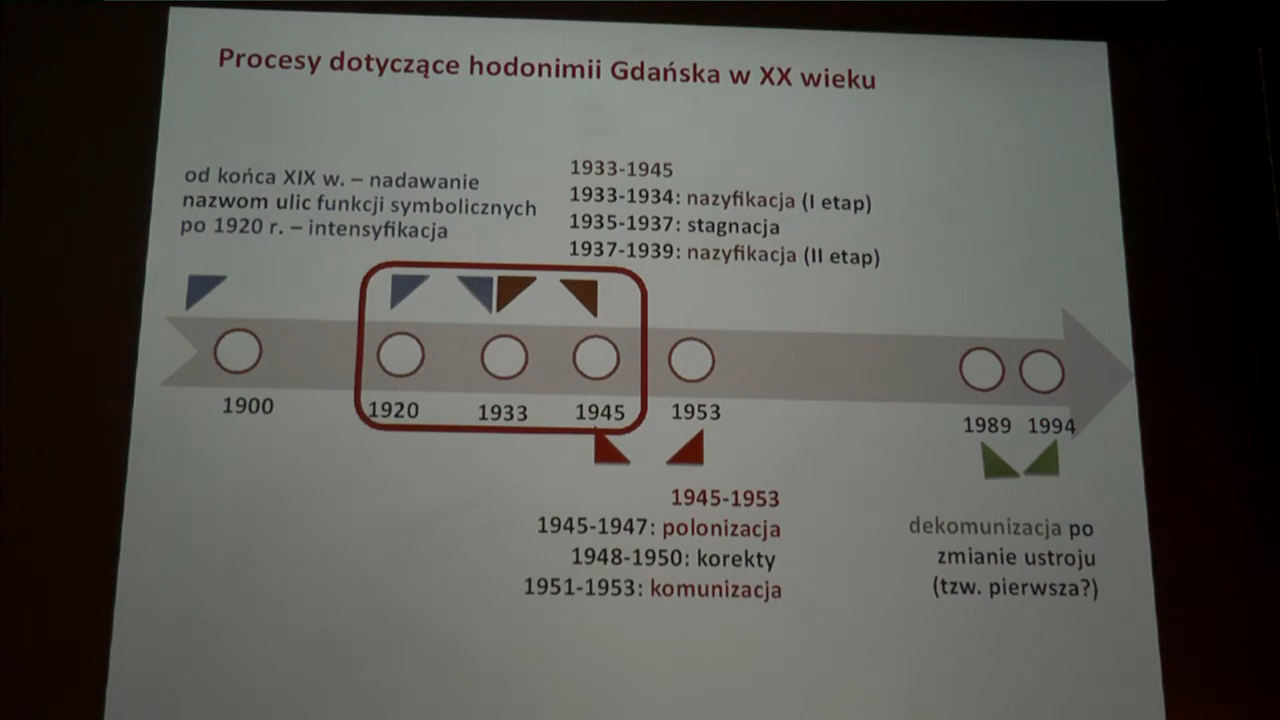 Procesy dotyczące hodonimii Gdańska w XX wieku
od końca XIX w. – nadawanie
nazwom ulic funkcji symbolicznych
po 1920 r. – intensyfikacja
1933-1945
1933-1934: nazyfikacja (I etap)
1935-1937: stagnacja
1937-1939: nazyfikacja (II etap)
1900
1920
1933
1945
1953
1989
1994
1945-1953
1945-1947: polonizacja
1948-1950: korekty
1951-1953: komunizacja
dekomunizacja po
zmianie ustroju
(tzw. pierwsza?)